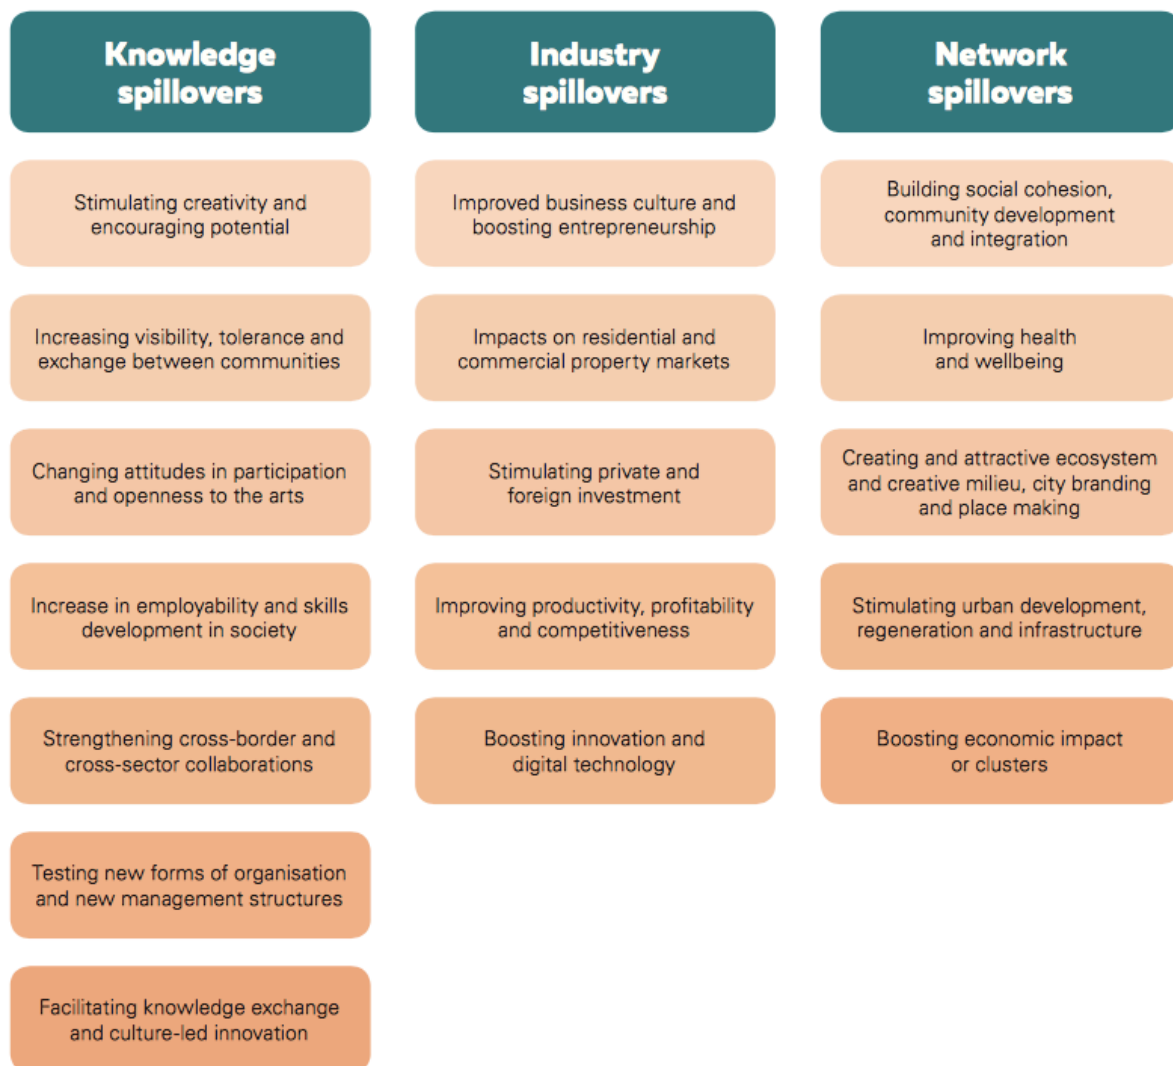 Knowledge
spillovers
Stimulating creativity and
encouraging potential
Increasing visibility, tolerance and
exchange between communities
Changing attitudes in participation
and openness to the arts
Increase in employability and skills
development in society
Strengthening cross-border and
cross-sector collaborations
Testing new forms of organisation
and new management structures
Facilitating knowledge exchange
and culture-led innovation
Industry
spillovers
Improved business culture and
boosting entrepreneurship
Impacts on residential and
commercial property markets
Stimulating private and
foreign investment
Improving productivity, profitability
and competitiveness
Boosting innovation and
digital technology
Network
spillovers
Building social cohesion,
community development
and integration
Improving health
and wellbeing
Creating and attractive ecosystem
and creative milieu, city branding
and place making
Stimulating urban development,
regeneration and infrastructure
Boosting economic impact
or clusters